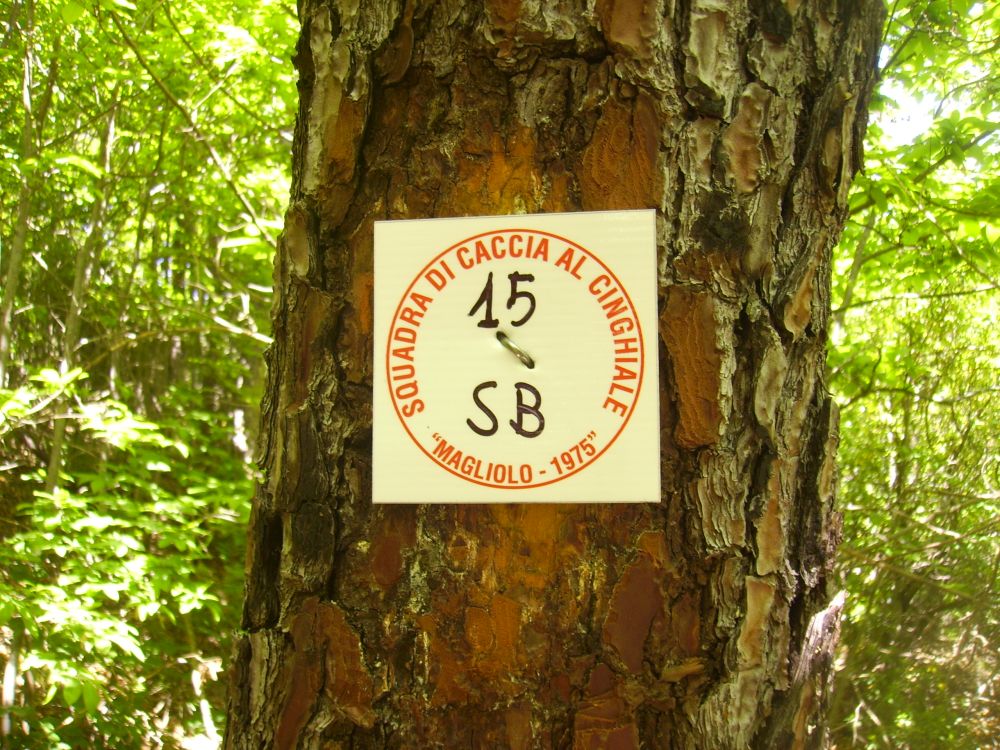 SQUADRA DI CACCIA AL CINGHIALE
15
SB
"MAGLIOLO - 1975"